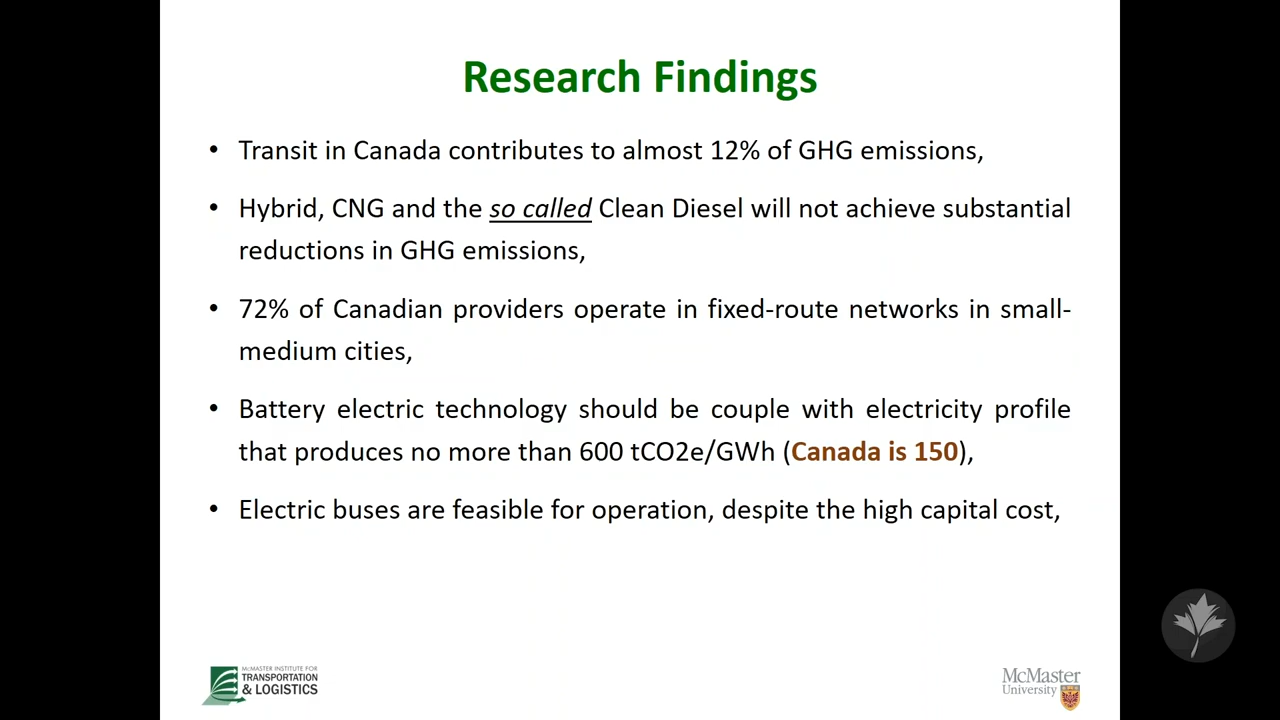 Research Findings
• Transit in Canada contributes to almost 12% of GHG emissions,
• Hybrid, CNG and the so called Clean Diesel will not achieve substantial
reductions in GHG emissions,
• 72% of Canadian providers operate in fixed-route networks in small-
medium cities,
• Battery electric technology should be couple with electricity profile
that produces no more than 600 tCO2e/GWh (Canada is 150),
• Electric buses are feasible for operation, despite the high capital cost,
McMASTER INSTITUTE FOR
TRANSPORTATION
& LOGISTICS
McMaster
University